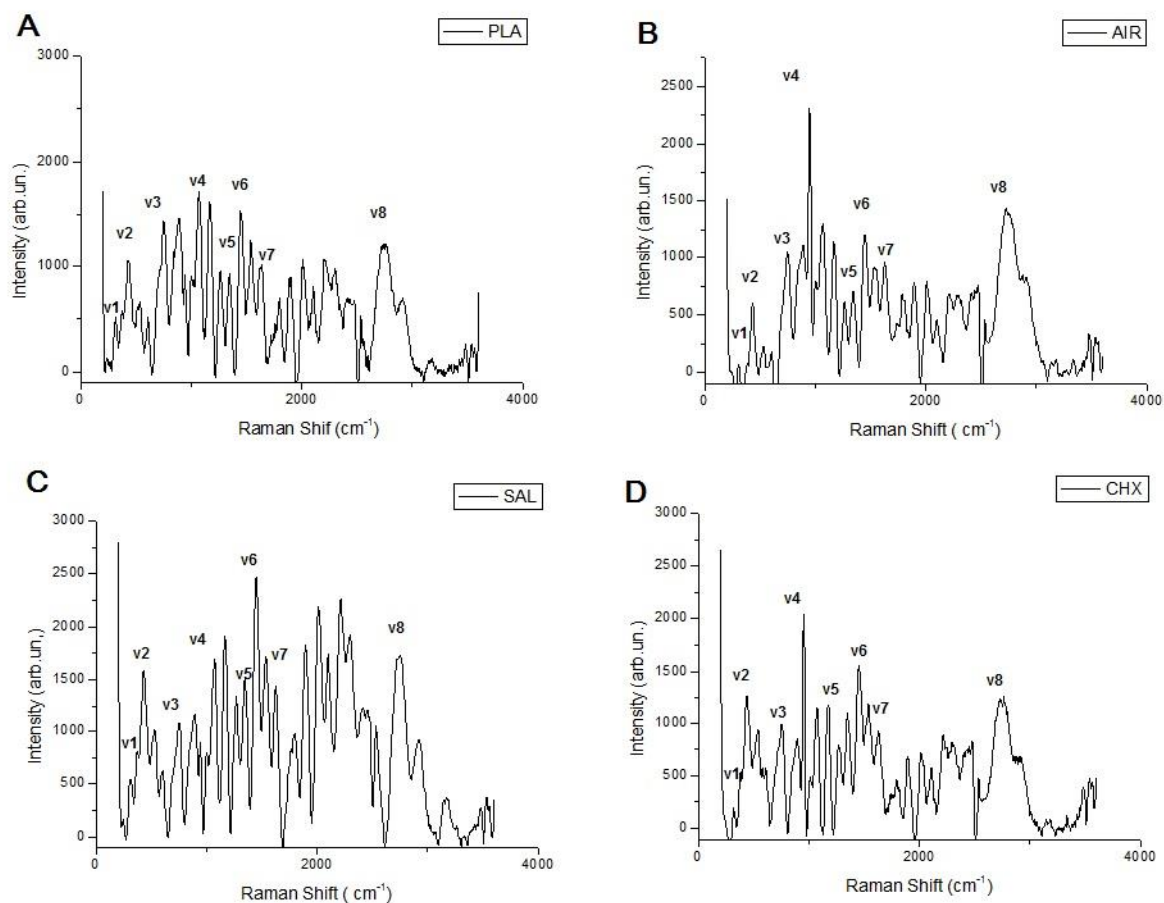 A
PLA
3000
2000
1000
0
0
2000
4000
Intensity (arb.un.)
Raman Shif (cm⁻¹)
v1
v2
v3
v4
v5
v6
v7
v8
B
AIR
2500
2000
1500
1000
500
0
0
2000
4000
Intensity (arb.un.)
Raman Shift ( cm⁻¹)
v1
v2
v3
v4
v5
v6
v7
v8
C
SAL
3000
2500
2000
1500
1000
500
0
0
2000
4000
Intensity (arb.un,)
Raman Shift ( cm⁻¹)
v1
v2
v3
v4
v5
v6
v7
v8
D
CHX
3000
2500
2000
1500
1000
500
0
0
2000
4000
Intensity (arb.un.)
Raman Shift (cm⁻¹)
v1
v2
v3
v4
v5
v6
v7
v8